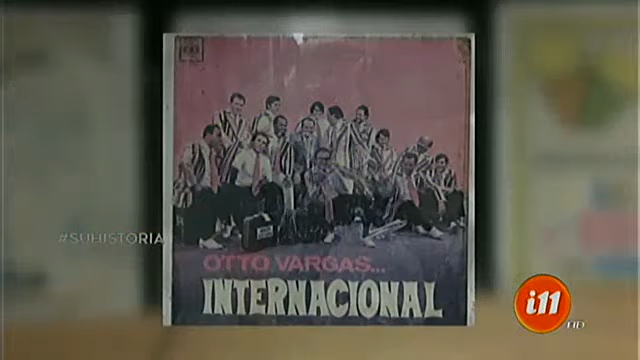 #SUHISTORIA
OTTO VARGAS...
INTERNACIONAL
i11
HD